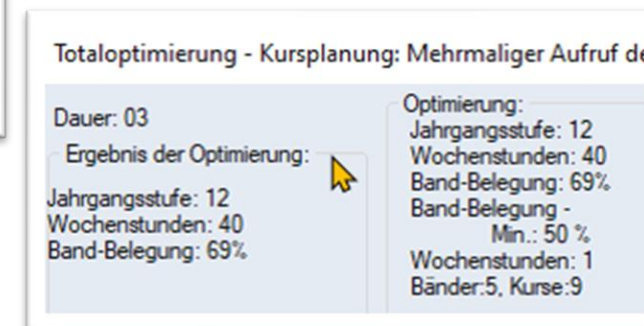 Totaloptimierung - Kursplanung: Mehrmaliger Aufruf
Dauer: 03
Ergebnis der Optimierung:
Jahrgangsstufe: 12
Wochenstunden: 40
Band-Belegung: 69%
Optimierung:
Jahrgangsstufe: 12
Wochenstunden: 40
Band-Belegung: 69%
Band-Belegung -
Min.: 50 %
Wochenstunden: 1
Bänder:5, Kurse:9